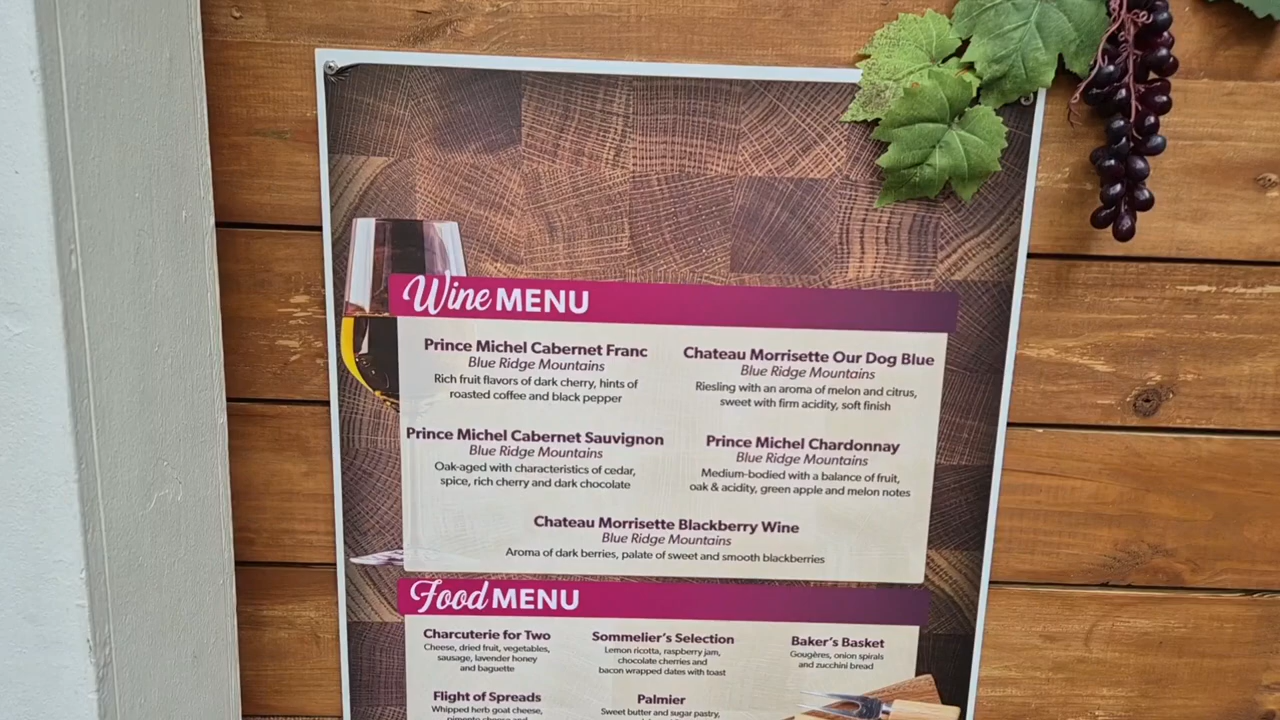 Wine MENU
Prince Michel Cabernet Franc
Blue Ridge Mountains
Rich fruit flavors of dark cherry, hints of
roasted coffee and black pepper
Chateau Morrisette Our Dog Blue
Blue Ridge Mountains
Riesling with an aroma of melon and citrus,
sweet with firm acidity, soft finish
Prince Michel Cabernet Sauvignon
Blue Ridge Mountains
Oak-aged with characteristics of cedar,
spice, rich cherry and dark chocolate
Prince Michel Chardonnay
Blue Ridge Mountains
Medium-bodied with a balance of fruit,
oak & acidity, green apple and melon notes
Chateau Morrisette Blackberry Wine
Blue Ridge Mountains
Aroma of dark berries, palate of sweet and smooth blackberries
Food MENU
Charcuterie for Two
Cheese, dried fruit, vegetables,
sausage, lavender honey
and baguette
Sommelier's Selection
Lemon ricotta, raspberry jam,
chocolate cherries and
bacon wrapped dates with toast
Baker's Basket
Gougères, onion spirals
and zucchini bread
Flight of Spreads
Whipped herb goat cheese,
pimento cheese and
Palmier
Sweet butter and sugar pastry,